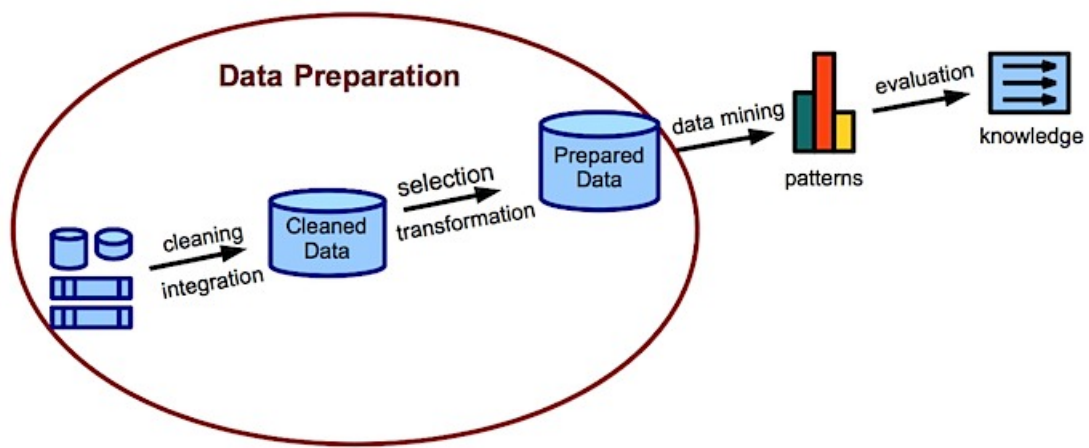 Data Preparation
cleaning
integration
Cleaned
Data
selection
transformation
Prepared
Data
data mining
patterns
evaluation
knowledge